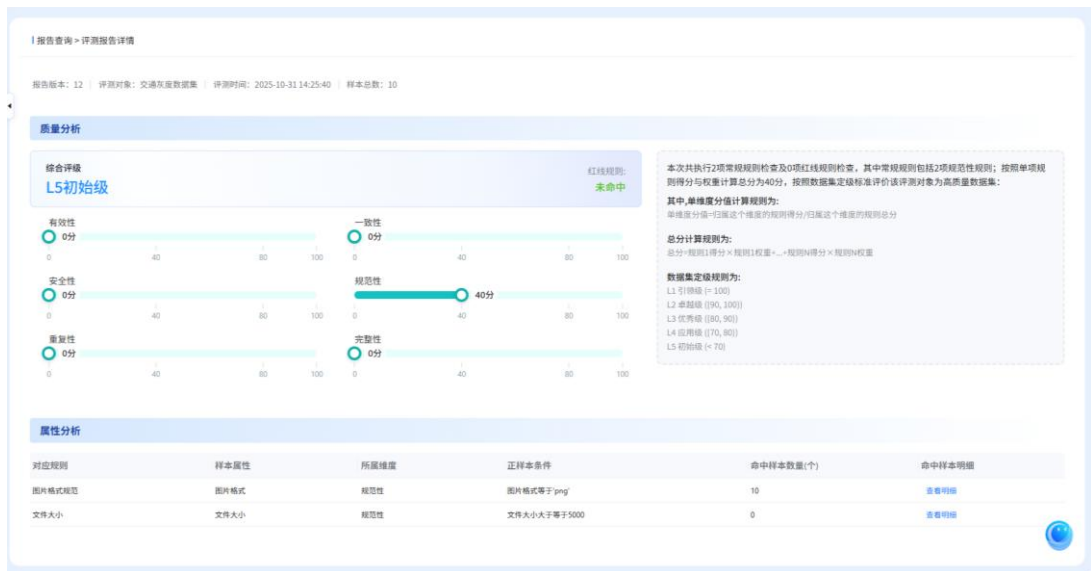 报告查询 > 评测报告详情
报告版本：12 评测对象：交通灰度数据集 评测时间：2025-10-31 14:25:40 样本总数：10
质量分析
综合评级
L5初始级
红线规则:
未命中
有效性
0分
0 40 80 100
一致性
0分
0 40 80 100
安全性
0分
0 40 80 100
规范性
40分
0 40 80 100
重复性
0分
0 40 80 100
完整性
0分
0 40 80 100
本次共执行2项常规规则检查及0项红线规则检查，其中常规规则包括2项规范性规则；按照单项规
则得分与权重计算总分为40分，按照数据集定级标准评价该评测对象为高质量数据集：
其中,单维度分值计算规则为:
单维度分值=归属这个维度的规则得分/归属这个维度的规则总分
总分计算规则为:
总分=规则1得分×规则1权重+...+规则N得分×规则N权重
数据集定级规则为:
L1 引领级 (= 100)
L2 卓越级 ([90, 100))
L3 优秀级 ([80, 90))
L4 应用级 ([70, 80))
L5 初始级 (< 70)
属性分析
对应规则 样本属性 所属维度 正样本条件 命中样本数量(个) 命中样本明细
图片格式规范 图片格式 规范性 图片格式等于'png' 10 查看明细
文件大小 文件大小 规范性 文件大小大于等于5000 0 查看明细